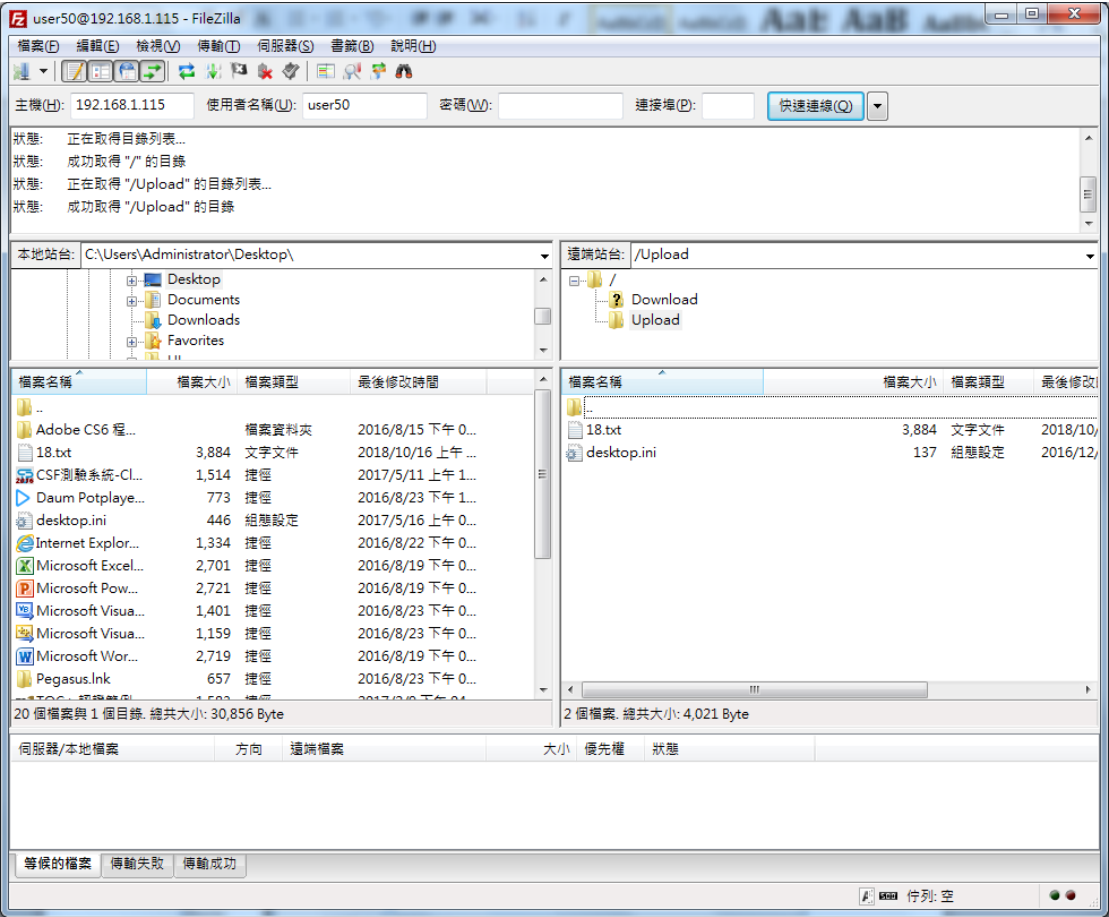 user50@192.168.1.115 - FileZilla
檔案(F) 編輯(E) 檢視(V) 傳輸(T) 伺服器(S) 書籤(B) 說明(H)
主機(H): 192.168.1.115 使用者名稱(U): user50 密碼(W): 連接埠(P): 快速連線(Q)
狀態: 正在取得目錄列表...
狀態: 成功取得 "/" 的目錄
狀態: 正在取得 "/Upload" 的目錄列表...
狀態: 成功取得 "/Upload" 的目錄
本地站台: C:\Users\Administrator\Desktop\
Desktop
Documents
Downloads
Favorites
遠端站台: /Upload
/
Download
Upload
檔案名稱 檔案大小 檔案類型 最後修改時間
..
Adobe CS6 程... 檔案資料夾 2016/8/15 下午 0...
18.txt 3,884 文字文件 2018/10/16 上午 ...
CSF測驗系統-Cl... 1,514 捷徑 2017/5/11 上午 1...
Daum Potplaye... 773 捷徑 2016/8/23 下午 1...
desktop.ini 446 組態設定 2017/5/16 上午 0...
Internet Explor... 1,334 捷徑 2016/8/22 下午 0...
Microsoft Excel... 2,701 捷徑 2016/8/19 下午 0...
Microsoft Pow... 2,721 捷徑 2016/8/19 下午 0...
Microsoft Visua... 1,401 捷徑 2016/8/23 下午 0...
Microsoft Visua... 1,159 捷徑 2016/8/23 下午 0...
Microsoft Wor... 2,719 捷徑 2016/8/19 下午 0...
Pegasus.lnk 657 捷徑 2016/8/23 下午 0...
20 個檔案與 1 個目錄. 總共大小: 30,856 Byte
檔案名稱 檔案大小 檔案類型 最後修改
..
18.txt 3,884 文字文件 2018/10/
desktop.ini 137 組態設定 2016/12/
2 個檔案. 總共大小: 4,021 Byte
伺服器/本地檔案 方向 遠端檔案 大小 優先權 狀態
等候的檔案 傳輸失敗 傳輸成功
佇列: 空